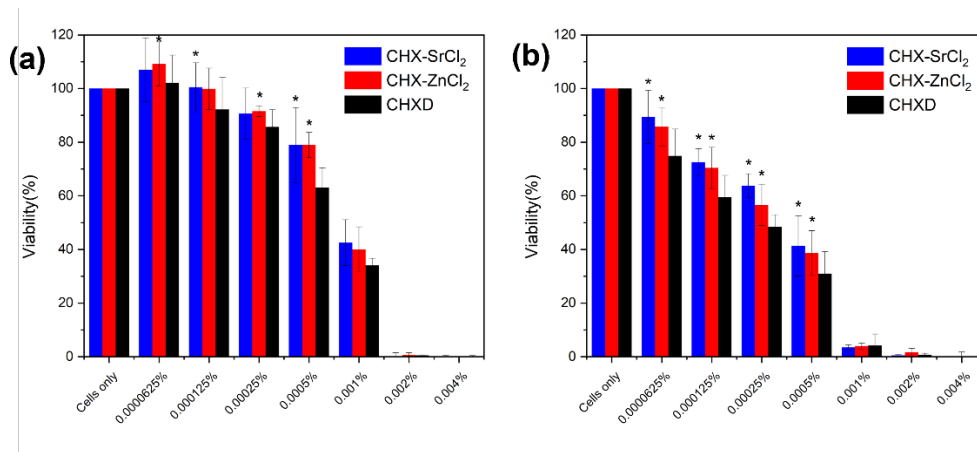 (a)
120
100
80
60
40
20
0
Viability(%)
* * * * *
CHX-SrCl₂
CHX-ZnCl₂
CHXD
Cells only
0.0000625%
0.000125%
0.00025%
0.0005%
0.001%
0.002%
0.004%
(b)
120
100
80
60
40
20
0
Viability(%)
* * * * * * * *
CHX-SrCl₂
CHX-ZnCl₂
CHXD
Cells only
0.0000625%
0.000125%
0.00025%
0.0005%
0.001%
0.002%
0.004%